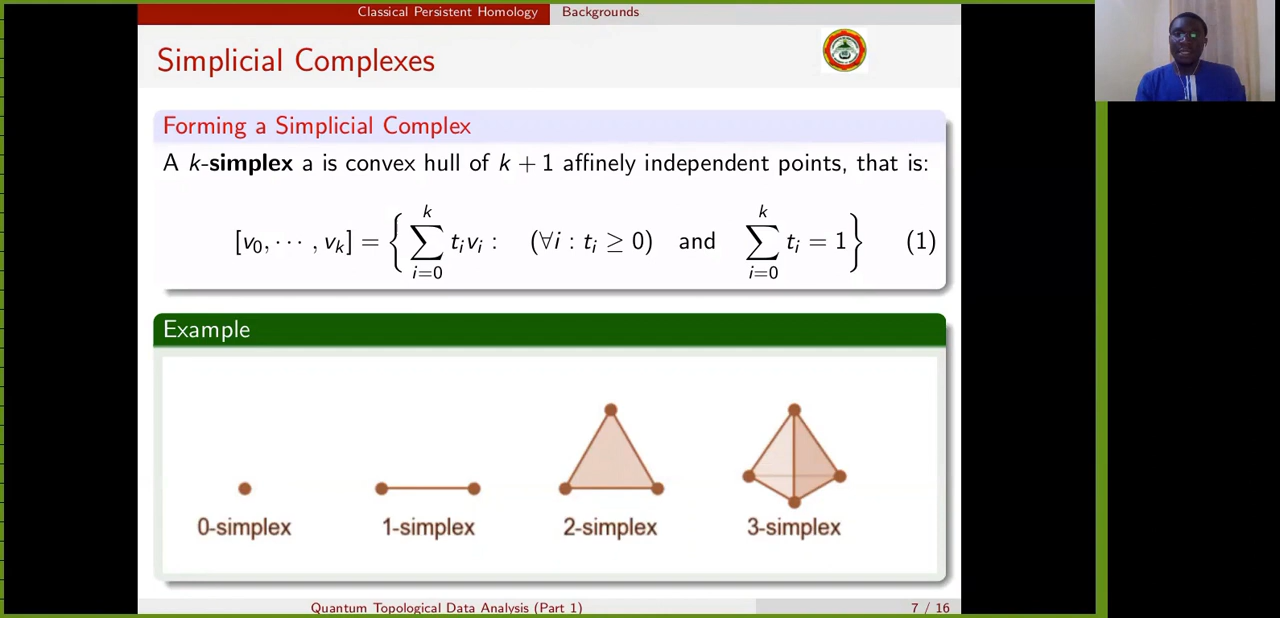 Classical Persistent Homology Backgrounds
Simplicial Complexes
Forming a Simplicial Complex
A k-simplex a is convex hull of k + 1 affinely independent points, that is:
[v₀, ⋯ , vₖ] = { ∑_{i=0}^{k} tᵢvᵢ : (∀i : tᵢ ≥ 0) and ∑_{i=0}^{k} tᵢ = 1 } (1)
Example
0-simplex 1-simplex 2-simplex 3-simplex
Quantum Topological Data Analysis (Part 1) 7 / 16